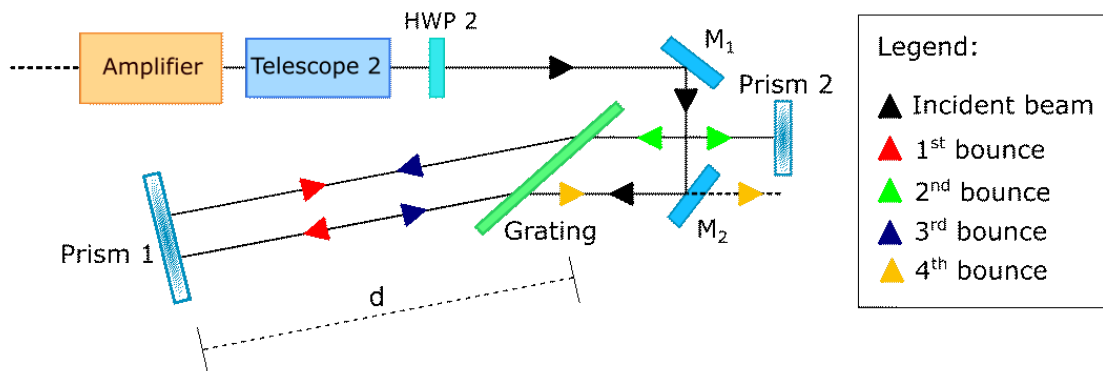 HWP 2
M₁
Amplifier
Telescope 2
Prism 2
Prism 1
Grating
M₂
d
Legend:
Incident beam
1ˢᵗ bounce
2ⁿᵈ bounce
3ʳᵈ bounce
4ᵗʰ bounce